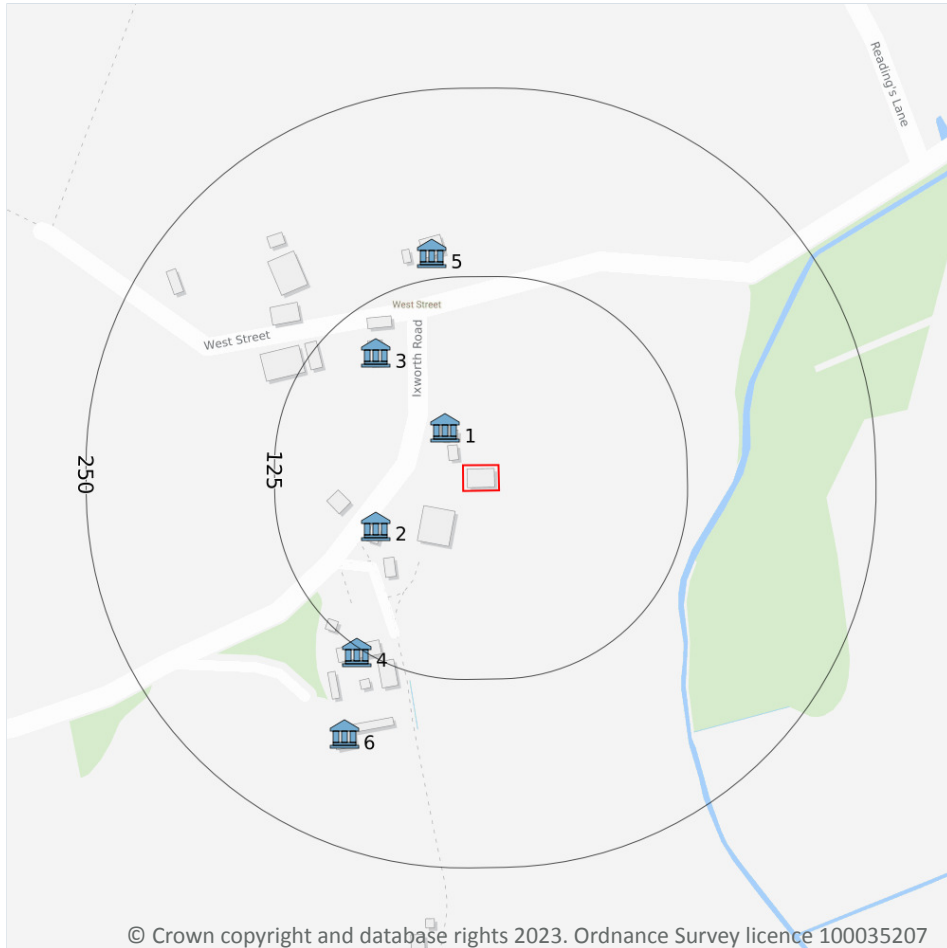 Reading's Lane
5
West Street
West Street
3
Ixworth Road
1
250
125
2
4
6
© Crown copyright and database rights 2023. Ordnance Survey licence 100035207